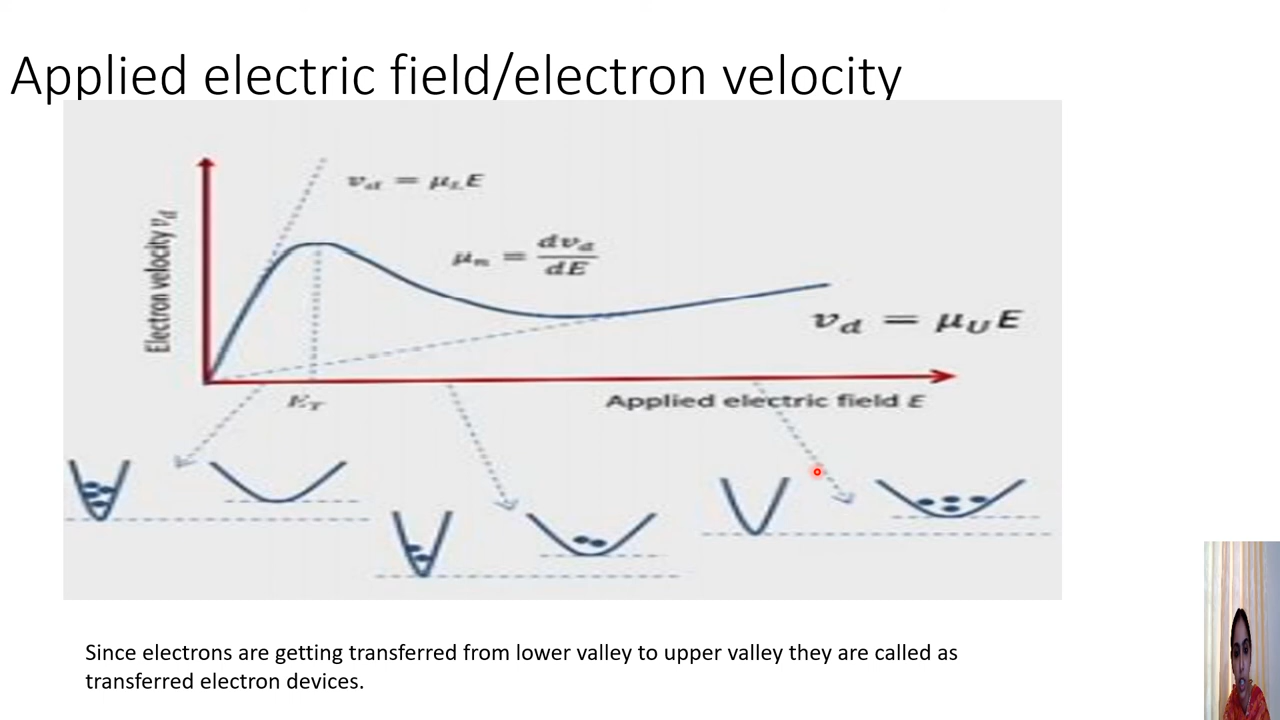 Applied electric field/electron velocity
v_d = μ_L E
μ_n = dv_d/dE
Electron velocity v_d
v_d = μ_U E
E_T
Applied electric field E
Since electrons are getting transferred from lower valley to upper valley they are called as
transferred electron devices.